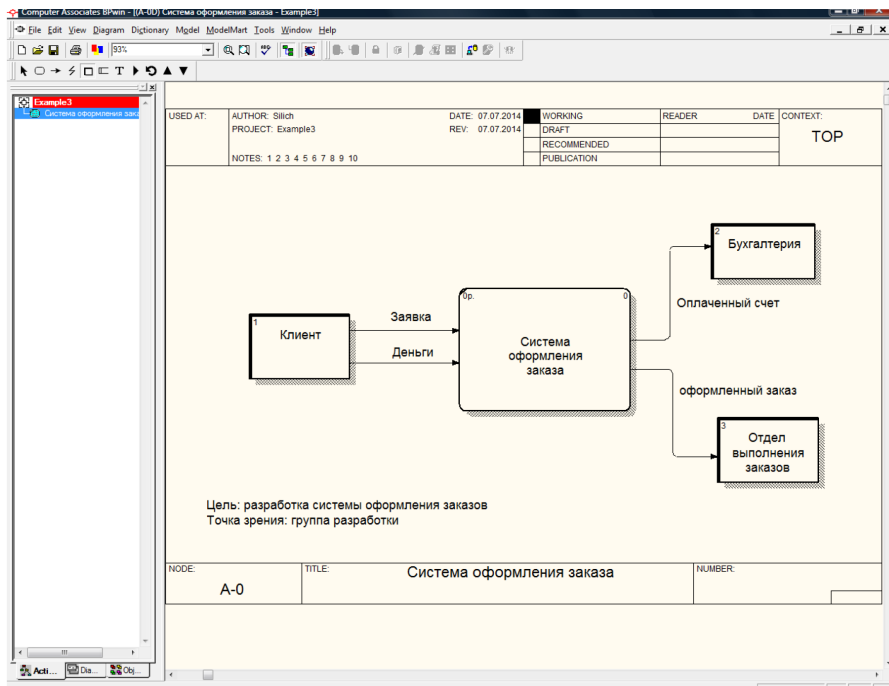 Computer Associates BPwin - [(A-0D) Система оформления заказа - Example3]
File Edit View Diagram Dictionary Model ModelMart Tools Window Help
93%
Example3
Система оформления зака
USED AT:
AUTHOR: Silich
DATE: 07.07.2014
WORKING
READER
DATE
CONTEXT:
PROJECT: Example3
REV: 07.07.2014
DRAFT
TOP
RECOMMENDED
NOTES: 1 2 3 4 5 6 7 8 9 10
PUBLICATION
2
Бухгалтерия
0р.
0
Оплаченный счет
Заявка
1
Клиент
Система
оформления
заказа
Деньги
оформленный заказ
3
Отдел
выполнения
заказов
Цель: разработка системы оформления заказов
Точка зрения: группа разработки
NODE:
TITLE:
NUMBER:
A-0
Система оформления заказа
Acti...
Dia...
Obj...